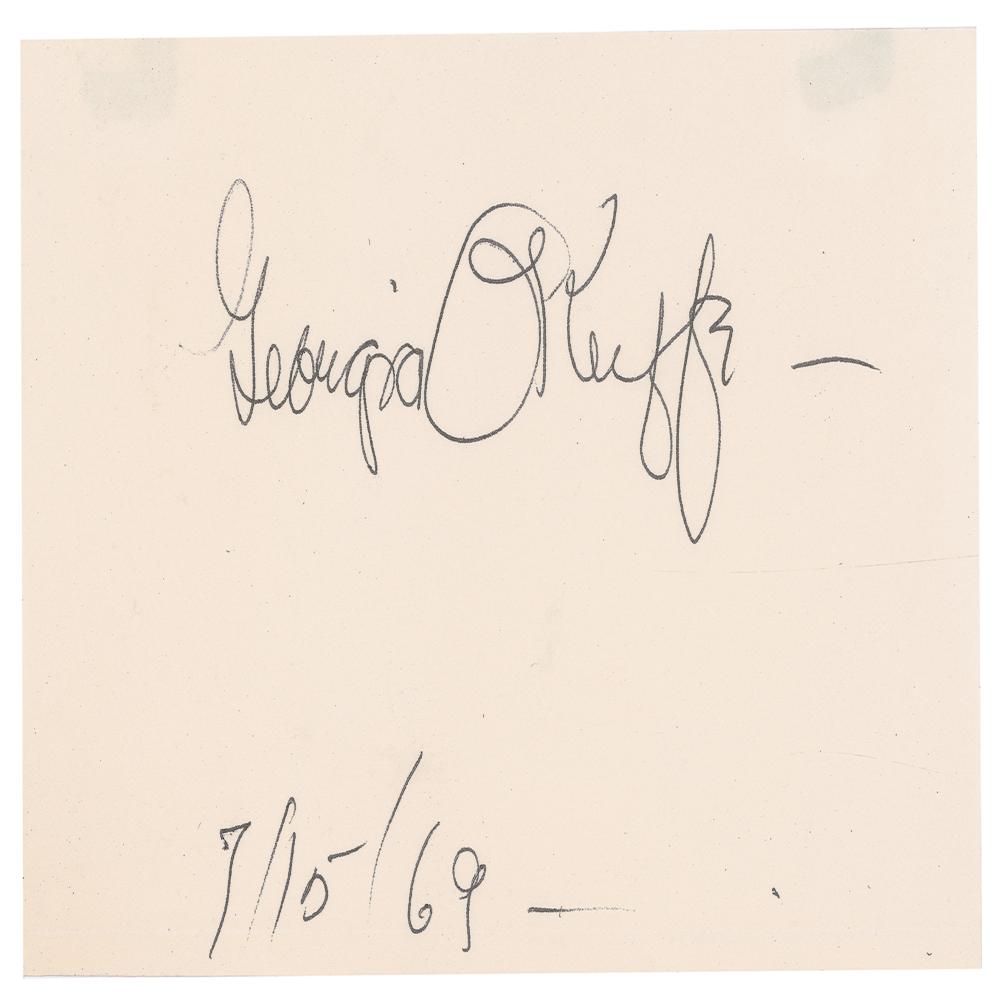 Georgia O'Keeffe —
7/15/69 —